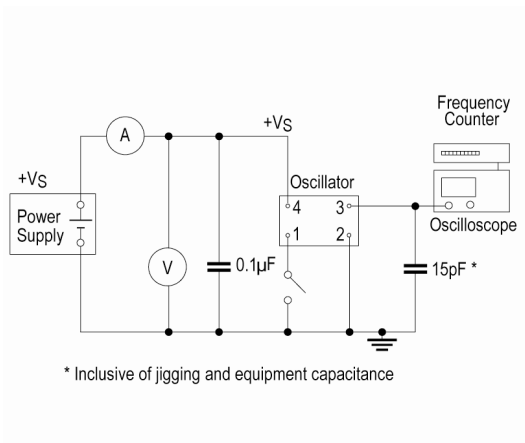 Frequency
Counter
+VS
A
+VS
Oscillator
Power
Supply
4
3
1
2
Oscilloscope
V
0.1µF
15pF *
* Inclusive of jigging and equipment capacitance